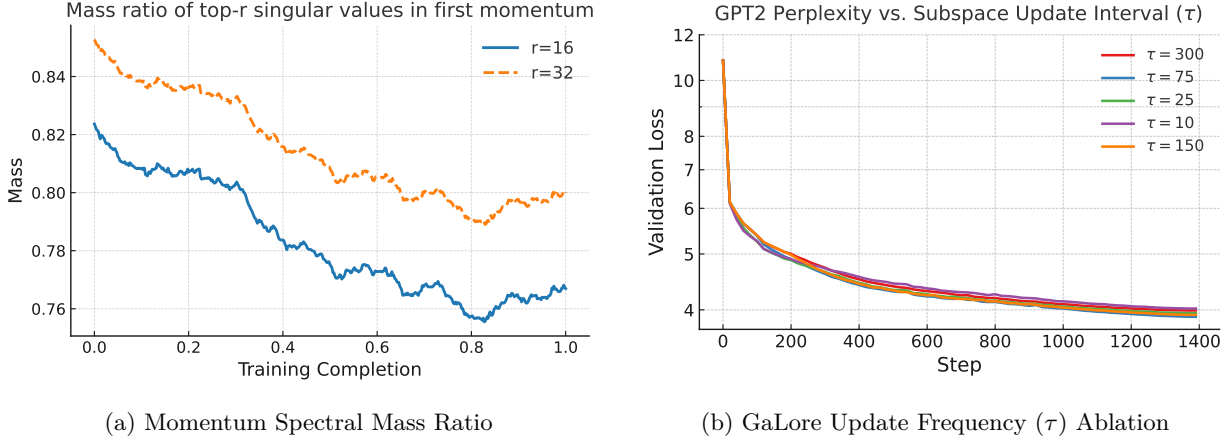 Mass ratio of top-r singular values in first momentum
r=16
r=32
0.84
0.82
0.80
0.78
0.76
Mass
0.0 0.2 0.4 0.6 0.8 1.0
Training Completion
(a) Momentum Spectral Mass Ratio
GPT2 Perplexity vs. Subspace Update Interval (τ)
τ = 300
τ = 75
τ = 25
τ = 10
τ = 150
12
10
8
7
6
5
4
Validation Loss
0 200 400 600 800 1000 1200 1400
Step
(b) GaLore Update Frequency (τ) Ablation